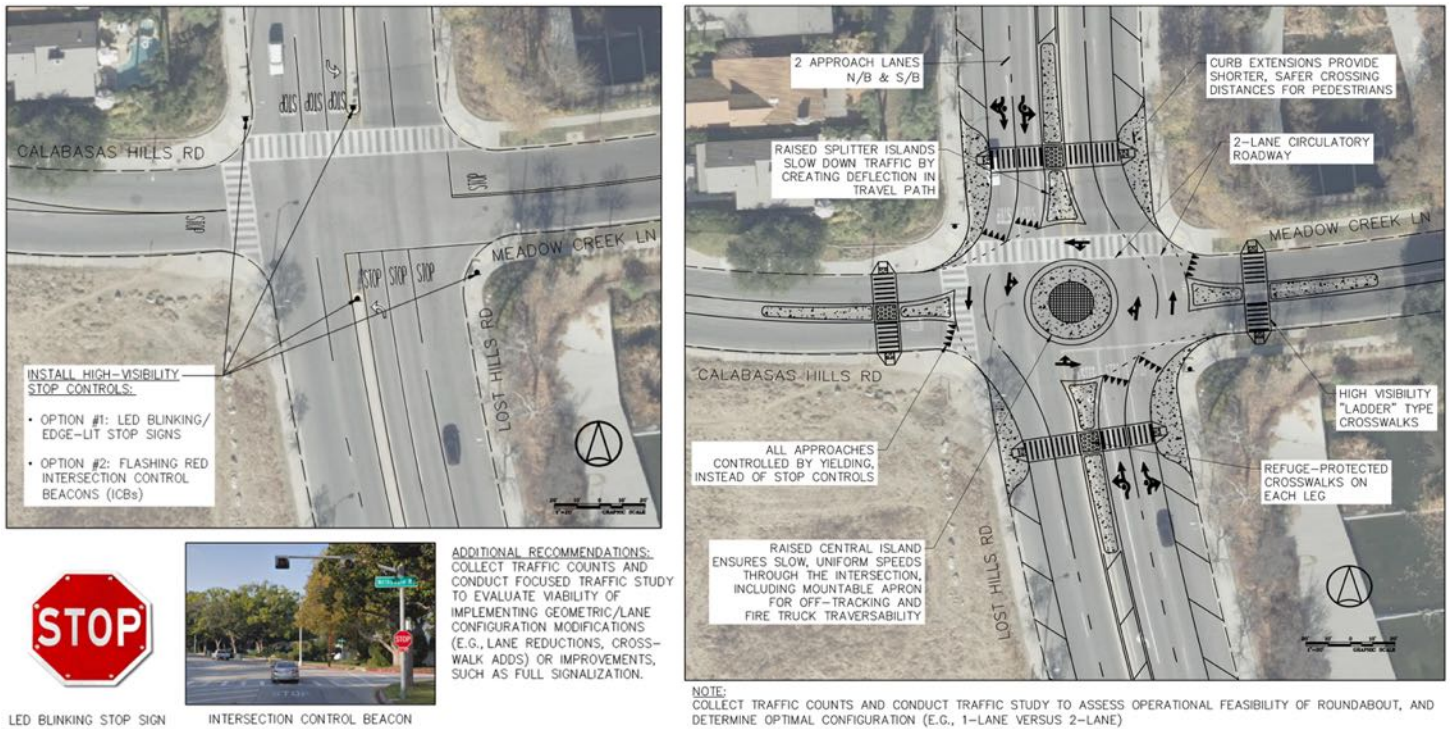 STOP STOP STOP
CALABASAS HILLS RD
STOP
STOP
MEADOW CREEK LN
STOP STOP STOP
LOST HILLS RD
INSTALL HIGH-VISIBILITY
STOP CONTROLS:
• OPTION #1: LED BLINKING/
EDGE-LIT STOP SIGNS
• OPTION #2: FLASHING RED
INTERSECTION CONTROL
BEACONS (ICBs)
GRAPHIC SCALE
STOP
LED BLINKING STOP SIGN
STOP
STOP
INTERSECTION CONTROL BEACON
ADDITIONAL RECOMMENDATIONS:
COLLECT TRAFFIC COUNTS AND
CONDUCT FOCUSED TRAFFIC STUDY
TO EVALUATE VIABILITY OF
IMPLEMENTING GEOMETRIC/LANE
CONFIGURATION MODIFICATIONS
(E.G., LANE REDUCTIONS, CROSS-
WALK ADDS) OR IMPROVEMENTS,
SUCH AS FULL SIGNALIZATION.
2 APPROACH LANES
N/B & S/B
CURB EXTENSIONS PROVIDE
SHORTER, SAFER CROSSING
DISTANCES FOR PEDESTRIANS
RAISED SPLITTER ISLANDS
SLOW DOWN TRAFFIC BY
CREATING DEFLECTION IN
TRAVEL PATH
2-LANE CIRCULATORY
ROADWAY
MEADOW CREEK LN
CALABASAS HILLS RD
HIGH VISIBILITY
"LADDER" TYPE
CROSSWALKS
ALL APPROACHES
CONTROLLED BY YIELDING,
INSTEAD OF STOP CONTROLS
REFUGE-PROTECTED
CROSSWALKS ON
EACH LEG
RAISED CENTRAL ISLAND
ENSURES SLOW, UNIFORM SPEEDS
THROUGH THE INTERSECTION,
INCLUDING MOUNTABLE APRON
FOR OFF-TRACKING AND
FIRE TRUCK TRAVERSABILITY
LOST HILLS RD
GRAPHIC SCALE
NOTE:
COLLECT TRAFFIC COUNTS AND CONDUCT TRAFFIC STUDY TO ASSESS OPERATIONAL FEASIBILITY OF ROUNDABOUT, AND
DETERMINE OPTIMAL CONFIGURATION (E.G., 1-LANE VERSUS 2-LANE)